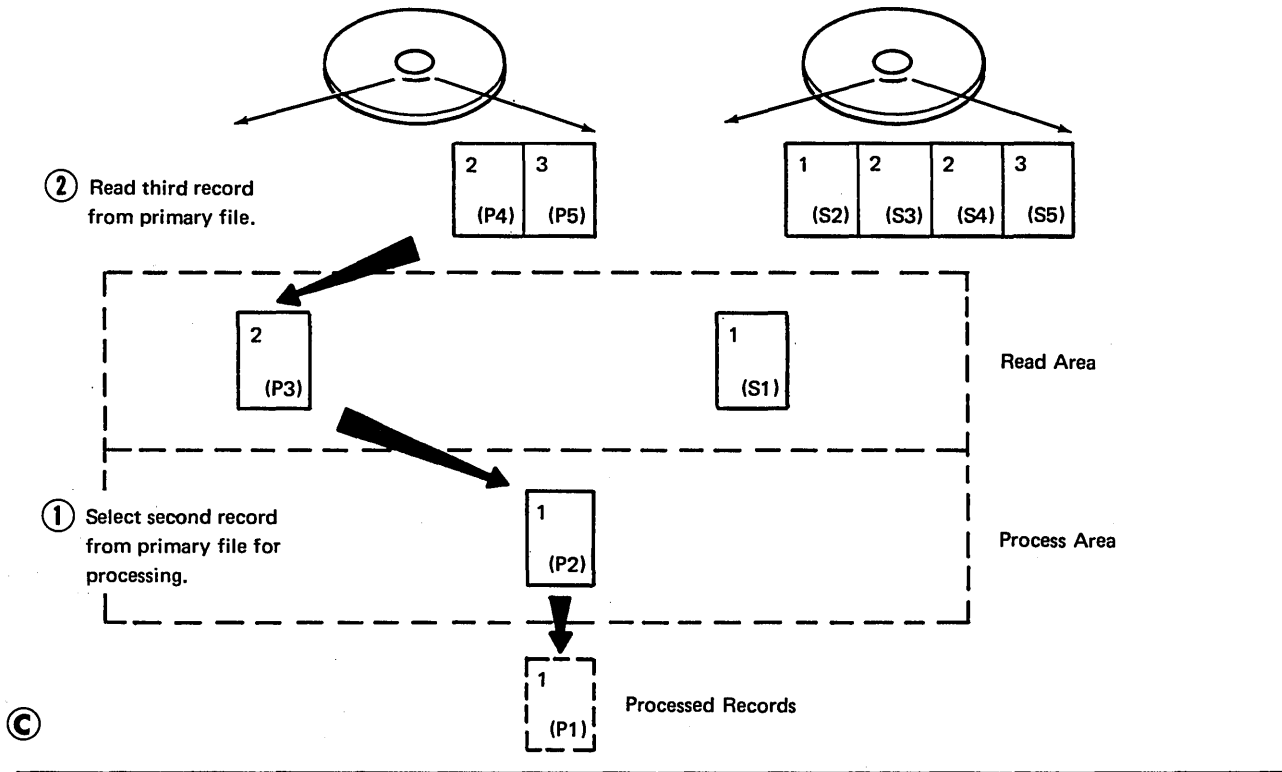 2 3 1 2 2 3
(P4) (P5) (S2) (S3) (S4) (S5)
② Read third record
from primary file.
2 1
(P3) (S1)
Read Area
① Select second record
from primary file for
processing.
1
(P2)
Process Area
1
(P1)
Processed Records
Ⓒ